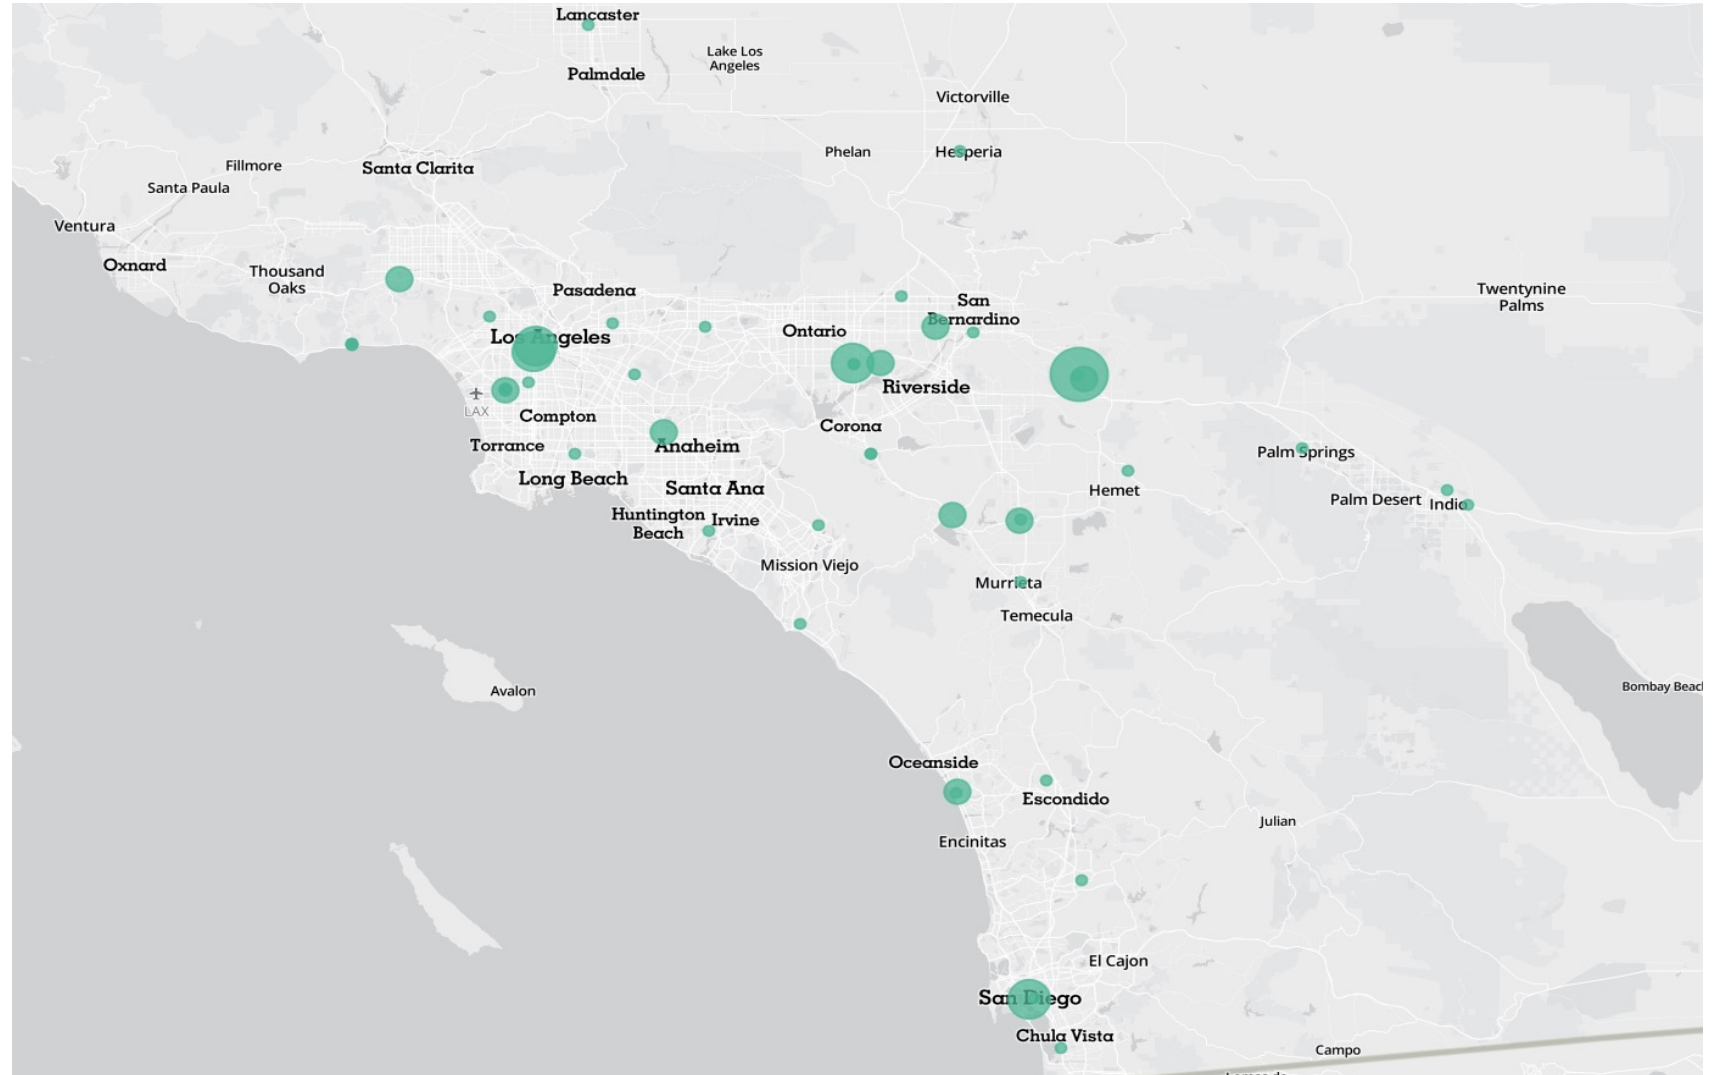 Lancaster
Lake Los
Angeles
Palmdale
Victorville
Phelan
Hesperia
Fillmore
Santa Clarita
Santa Paula
Ventura
Oxnard
Thousand
Oaks
Pasadena
Twentynine
Palms
San
Bernardino
Ontario
Los Angeles
Riverside
LAX
Compton
Corona
Torrance
Anaheim
Palm Springs
Long Beach
Santa Ana
Hemet
Palm Desert
Indio
Huntington
Beach
Irvine
Mission Viejo
Murrieta
Temecula
Avalon
Bombay Beach
Oceanside
Escondido
Julian
Encinitas
El Cajon
San Diego
Chula Vista
Campo